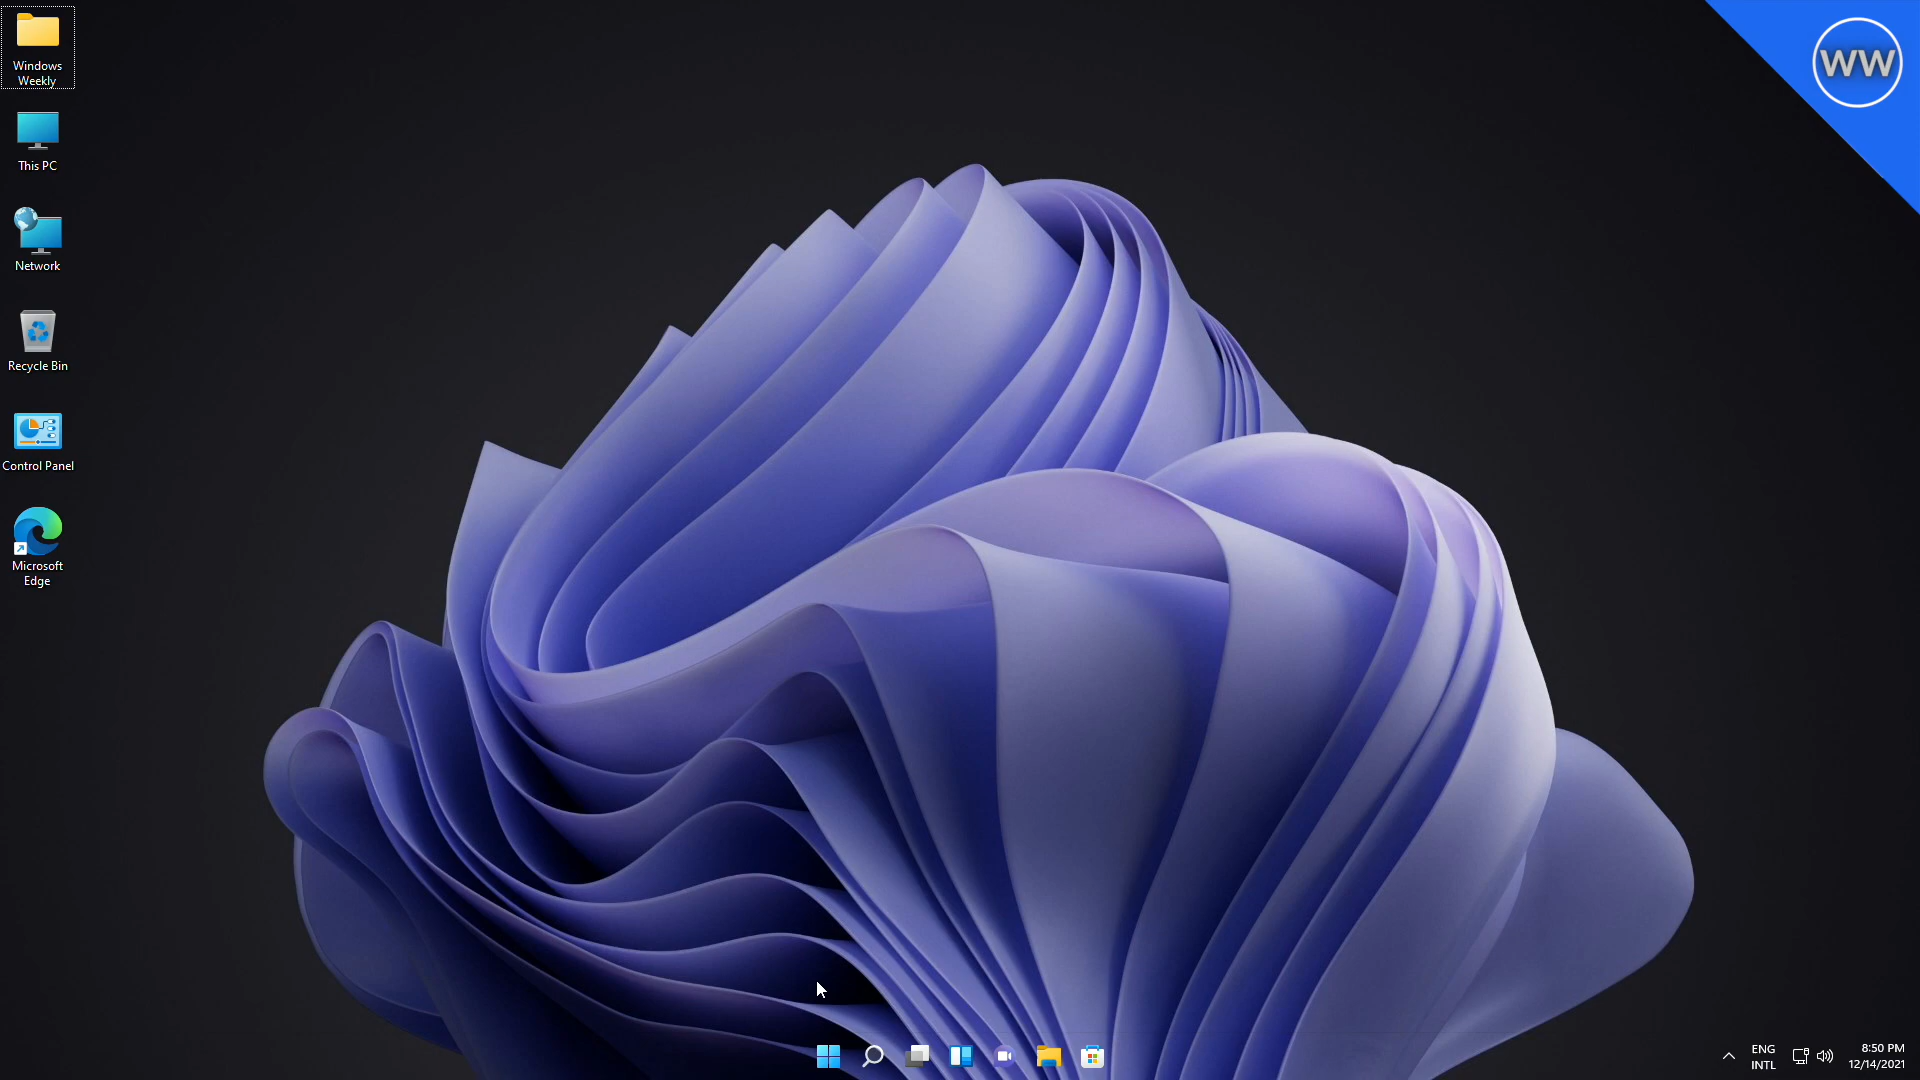 Windows
Weekly
This PC
Network
Recycle Bin
Control Panel
Microsoft
Edge
WW
ENG
INTL
8:50 PM
12/14/2021